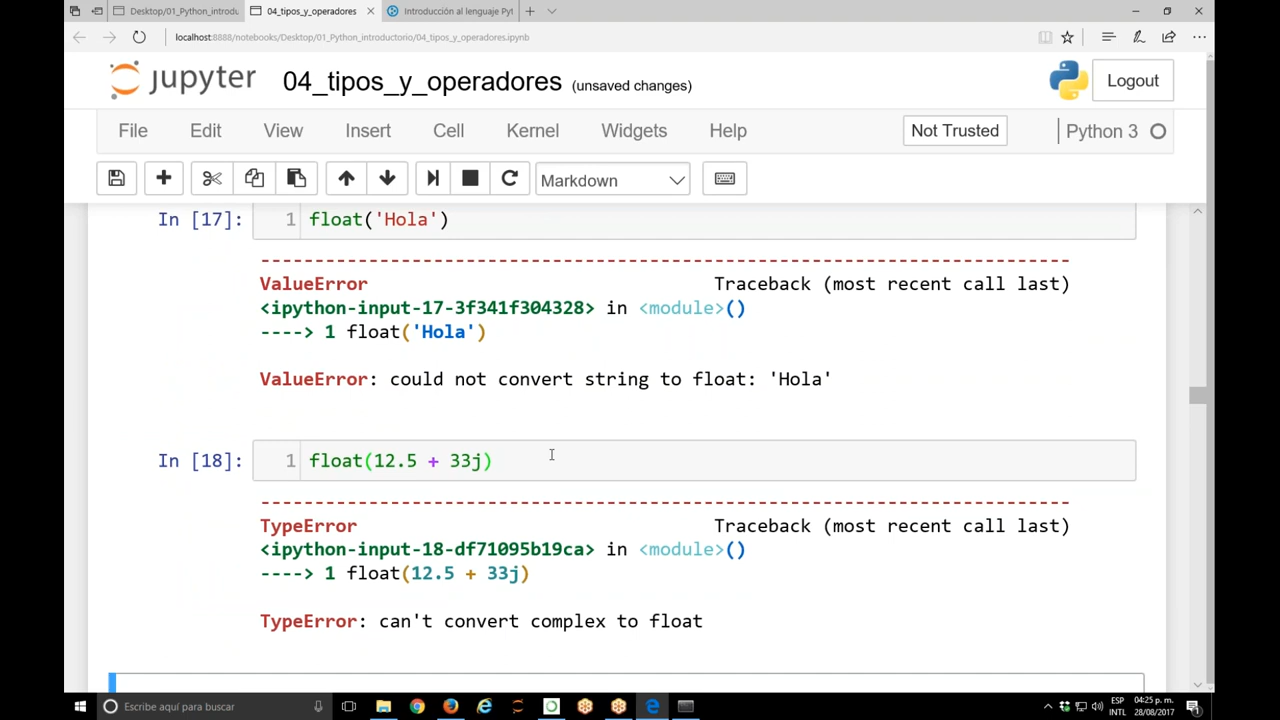 Desktop/01_Python_introdu
04_tipos_y_operadores
Introducción al lenguaje Pyt
localhost:8888/notebooks/Desktop/01_Python_introductorio/04_tipos_y_operadores.ipynb
jupyter 04_tipos_y_operadores (unsaved changes) Logout
File Edit View Insert Cell Kernel Widgets Help Not Trusted Python 3
Markdown
In [17]: 1 float('Hola')
---------------------------------------------------------------------------
ValueError Traceback (most recent call last)
<ipython-input-17-3f341f304328> in <module>()
----> 1 float('Hola')
ValueError: could not convert string to float: 'Hola'
In [18]: 1 float(12.5 + 33j)
---------------------------------------------------------------------------
TypeError Traceback (most recent call last)
<ipython-input-18-df71095b19ca> in <module>()
----> 1 float(12.5 + 33j)
TypeError: can't convert complex to float
Escribe aquí para buscar
ESP 04:25 p. m.
INTL 28/08/2017